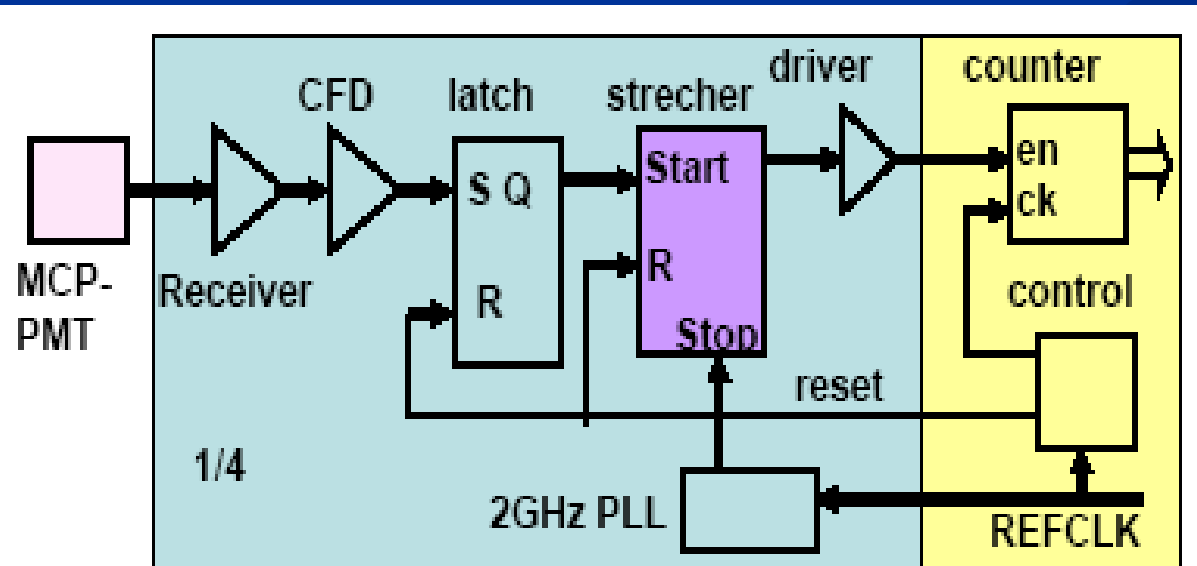 driver
counter
CFD
latch
strecher
en
Start
S Q
ck
R
MCP-
PMT
Receiver
R
control
Stop
reset
1/4
2GHz PLL
REFCLK